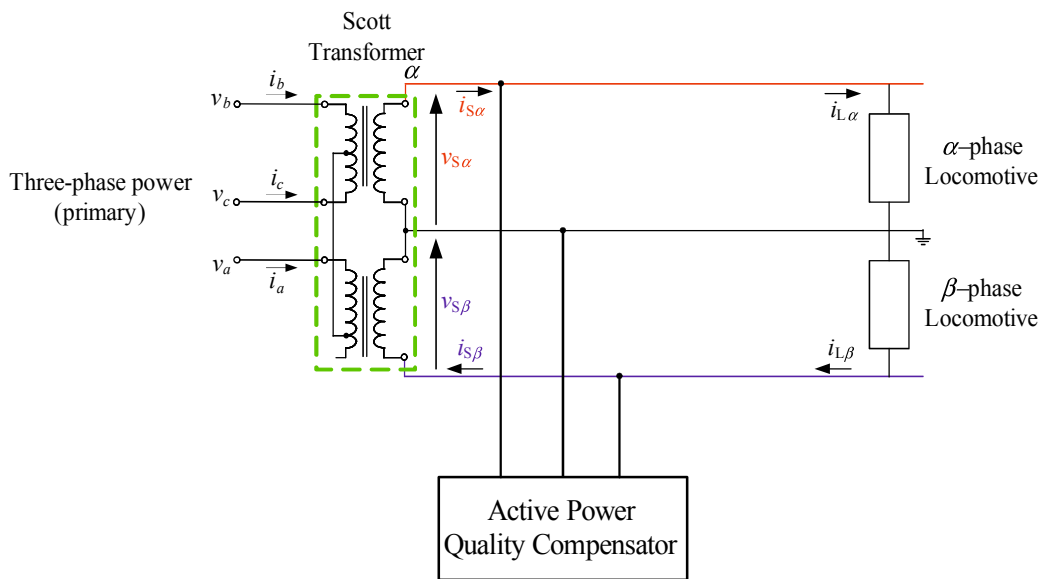 Scott
Transformer
α
i_b
v_b
i_Sα
i_Lα
v_Sα
α–phase
Locomotive
Three-phase power
(primary)
i_c
v_c
v_a
i_a
v_Sβ
β–phase
Locomotive
i_Sβ
i_Lβ
Active Power
Quality Compensator